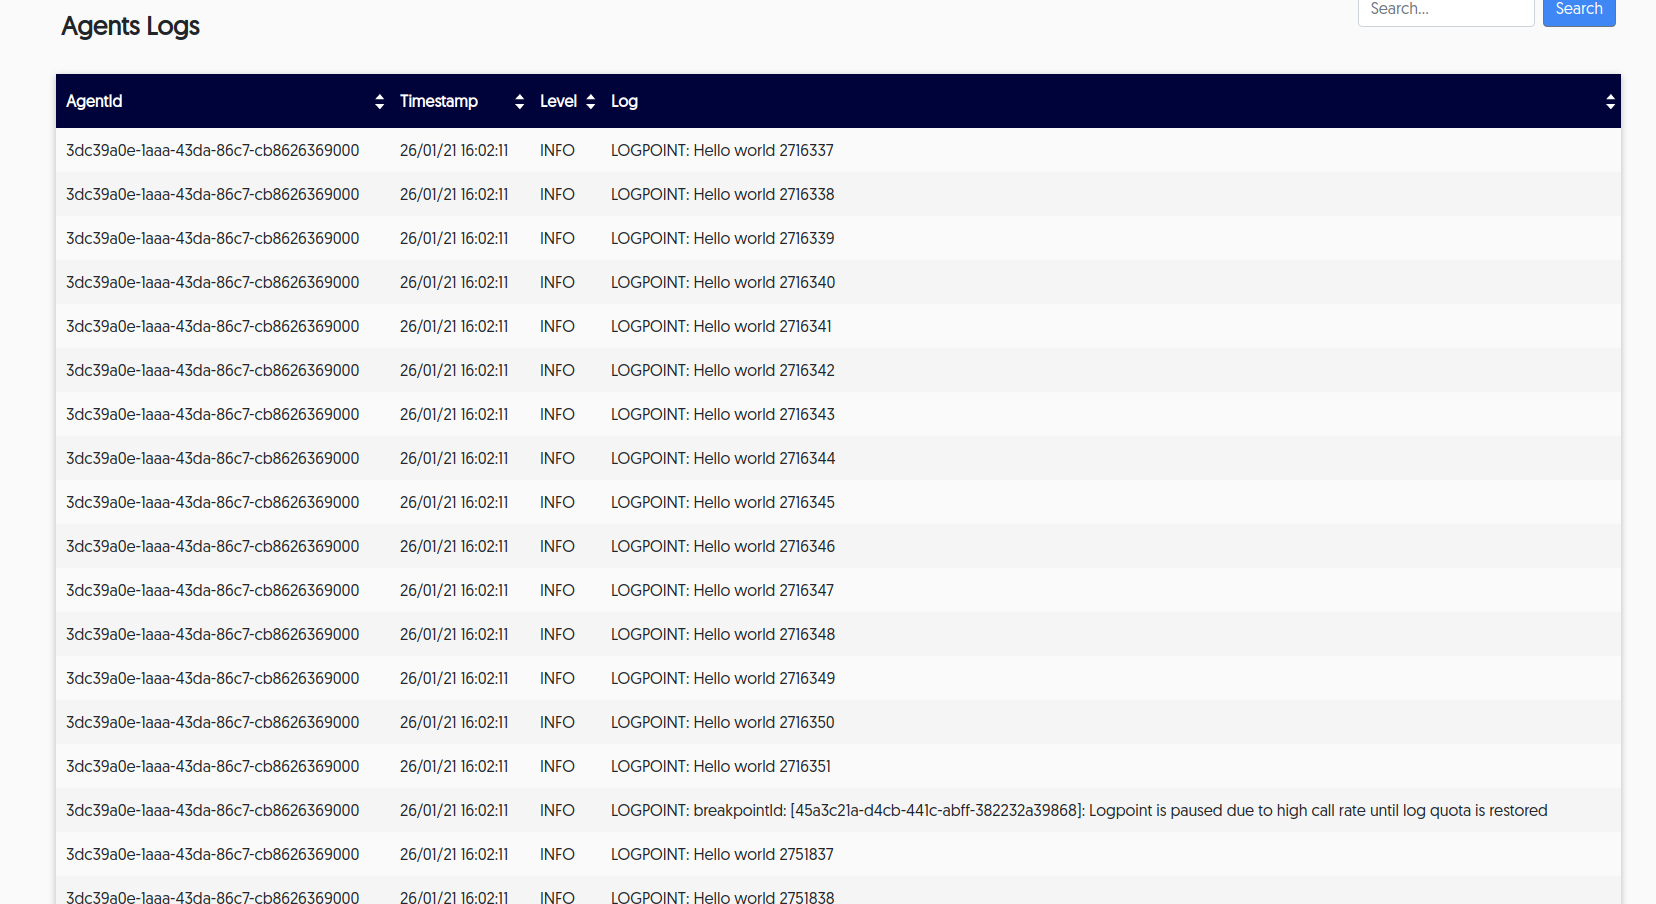 Agents Logs
Search...
Search
AgentId Timestamp Level Log
3dc39a0e-1aaa-43da-86c7-cb8626369000 26/01/21 16:02:11 INFO LOGPOINT: Hello world 2716337
3dc39a0e-1aaa-43da-86c7-cb8626369000 26/01/21 16:02:11 INFO LOGPOINT: Hello world 2716338
3dc39a0e-1aaa-43da-86c7-cb8626369000 26/01/21 16:02:11 INFO LOGPOINT: Hello world 2716339
3dc39a0e-1aaa-43da-86c7-cb8626369000 26/01/21 16:02:11 INFO LOGPOINT: Hello world 2716340
3dc39a0e-1aaa-43da-86c7-cb8626369000 26/01/21 16:02:11 INFO LOGPOINT: Hello world 2716341
3dc39a0e-1aaa-43da-86c7-cb8626369000 26/01/21 16:02:11 INFO LOGPOINT: Hello world 2716342
3dc39a0e-1aaa-43da-86c7-cb8626369000 26/01/21 16:02:11 INFO LOGPOINT: Hello world 2716343
3dc39a0e-1aaa-43da-86c7-cb8626369000 26/01/21 16:02:11 INFO LOGPOINT: Hello world 2716344
3dc39a0e-1aaa-43da-86c7-cb8626369000 26/01/21 16:02:11 INFO LOGPOINT: Hello world 2716345
3dc39a0e-1aaa-43da-86c7-cb8626369000 26/01/21 16:02:11 INFO LOGPOINT: Hello world 2716346
3dc39a0e-1aaa-43da-86c7-cb8626369000 26/01/21 16:02:11 INFO LOGPOINT: Hello world 2716347
3dc39a0e-1aaa-43da-86c7-cb8626369000 26/01/21 16:02:11 INFO LOGPOINT: Hello world 2716348
3dc39a0e-1aaa-43da-86c7-cb8626369000 26/01/21 16:02:11 INFO LOGPOINT: Hello world 2716349
3dc39a0e-1aaa-43da-86c7-cb8626369000 26/01/21 16:02:11 INFO LOGPOINT: Hello world 2716350
3dc39a0e-1aaa-43da-86c7-cb8626369000 26/01/21 16:02:11 INFO LOGPOINT: Hello world 2716351
3dc39a0e-1aaa-43da-86c7-cb8626369000 26/01/21 16:02:11 INFO LOGPOINT: breakpointId: [45a3c21a-d4cb-441c-abff-382232a39868]: Logpoint is paused due to high call rate until log quota is restored
3dc39a0e-1aaa-43da-86c7-cb8626369000 26/01/21 16:02:11 INFO LOGPOINT: Hello world 2751837
3dc39a0e-1aaa-43da-86c7-cb8626369000 26/01/21 16:02:11 INFO LOGPOINT: Hello world 2751838